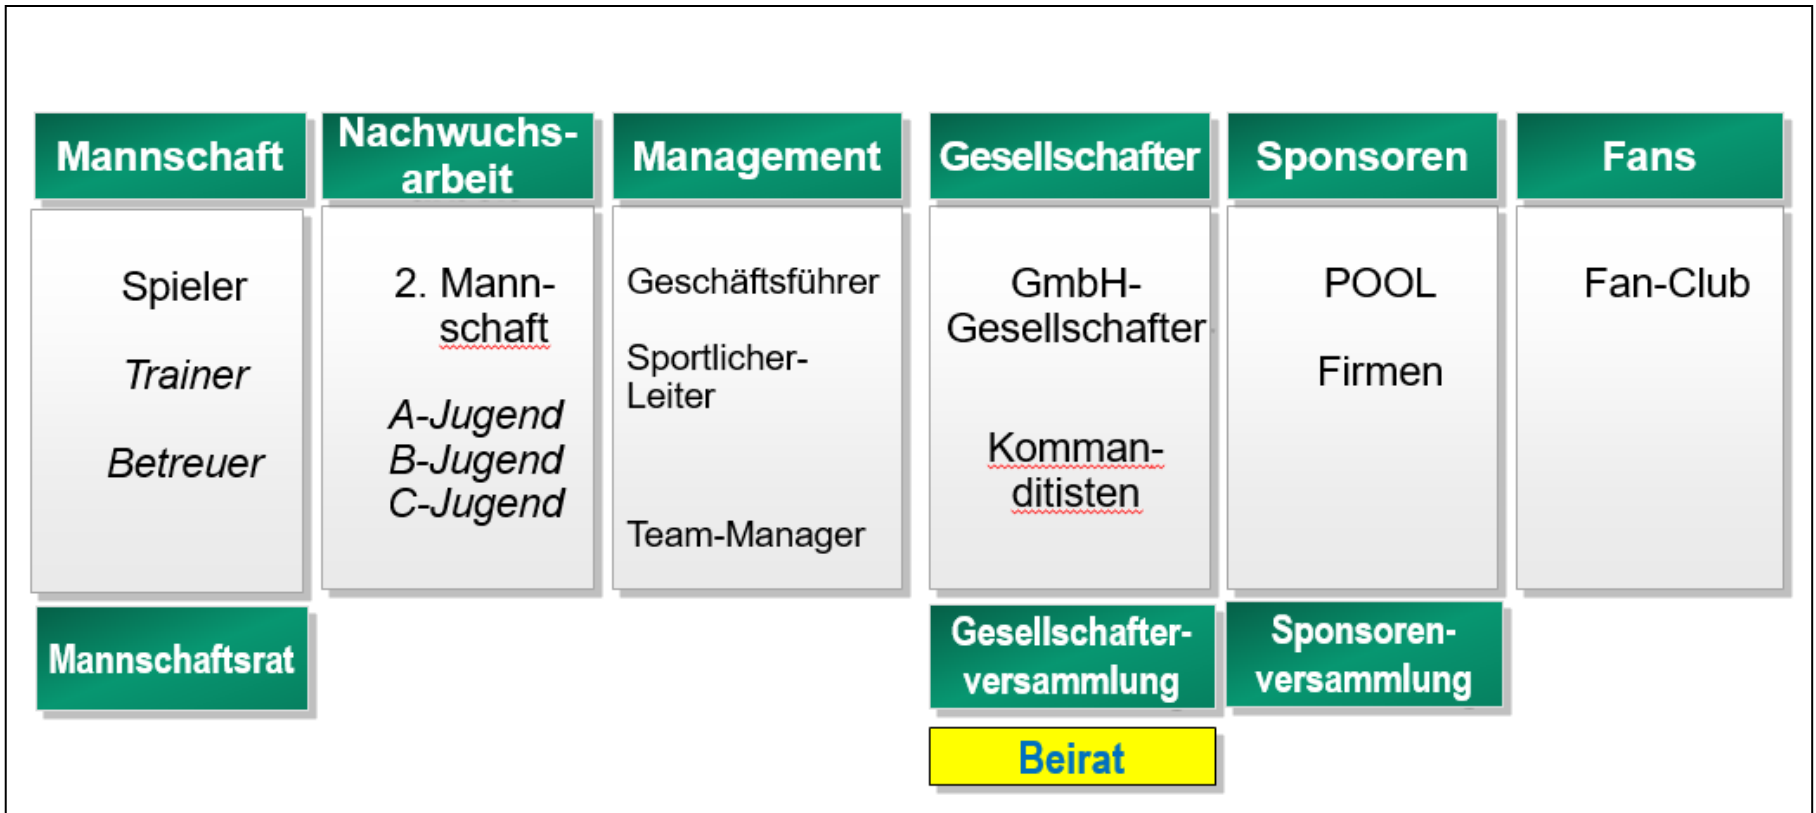 Mannschaft
Spieler
Trainer
Betreuer
Mannschaftsrat
Nachwuchs-
arbeit
2. Mann-
schaft
A-Jugend
B-Jugend
C-Jugend
Management
Geschäftsführer
Sportlicher-
Leiter
Team-Manager
Gesellschafter
GmbH-
Gesellschafter
Komman-
ditisten
Gesellschafter-
versammlung
Beirat
Sponsoren
POOL
Firmen
Sponsoren-
versammlung
Fans
Fan-Club